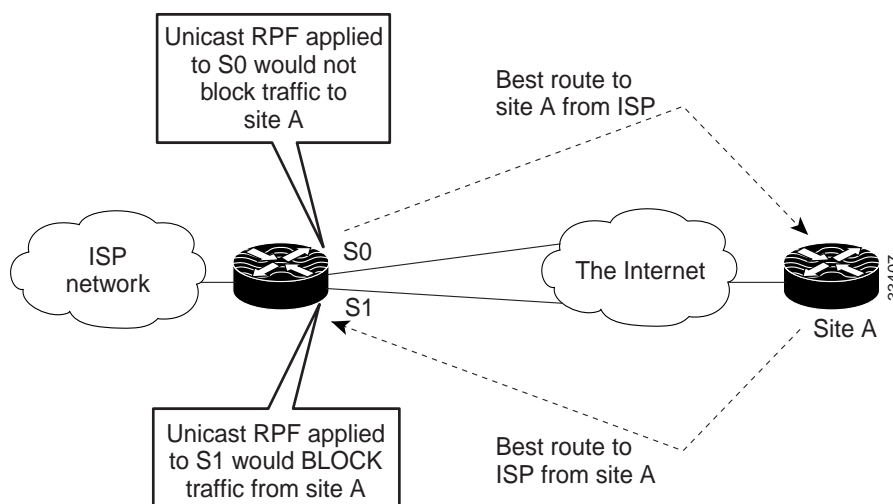 Unicast RPF applied
to S0 would not
block traffic to
site A
Best route to
site A from ISP
ISP
network
S0
S1
The Internet
Site A
33407
Unicast RPF applied
to S1 would BLOCK
traffic from site A
Best route to
ISP from site A